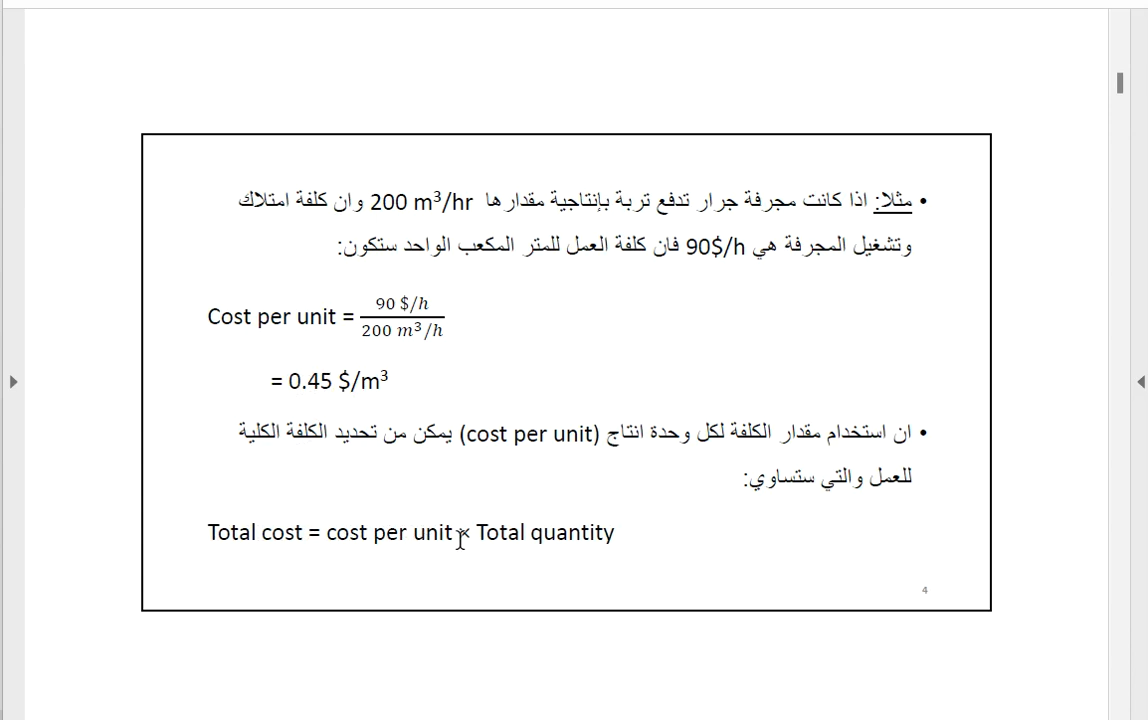 • مثلا: اذا كانت مجرفة جرار تدفع تربة بإنتاجية مقدارها 200 m³/hr وان كلفة امتلاك
وتشغيل المجرفة هي 90$/h فان كلفة العمل للمتر المكعب الواحد ستكون:
Cost per unit = 90 $/h / 200 m³/h
= 0.45 $/m³
• ان استخدام مقدار الكلفة لكل وحدة انتاج (cost per unit) يمكن من تحديد الكلفة الكلية
للعمل والتي ستساوي:
Total cost = cost per unit × Total quantity
4